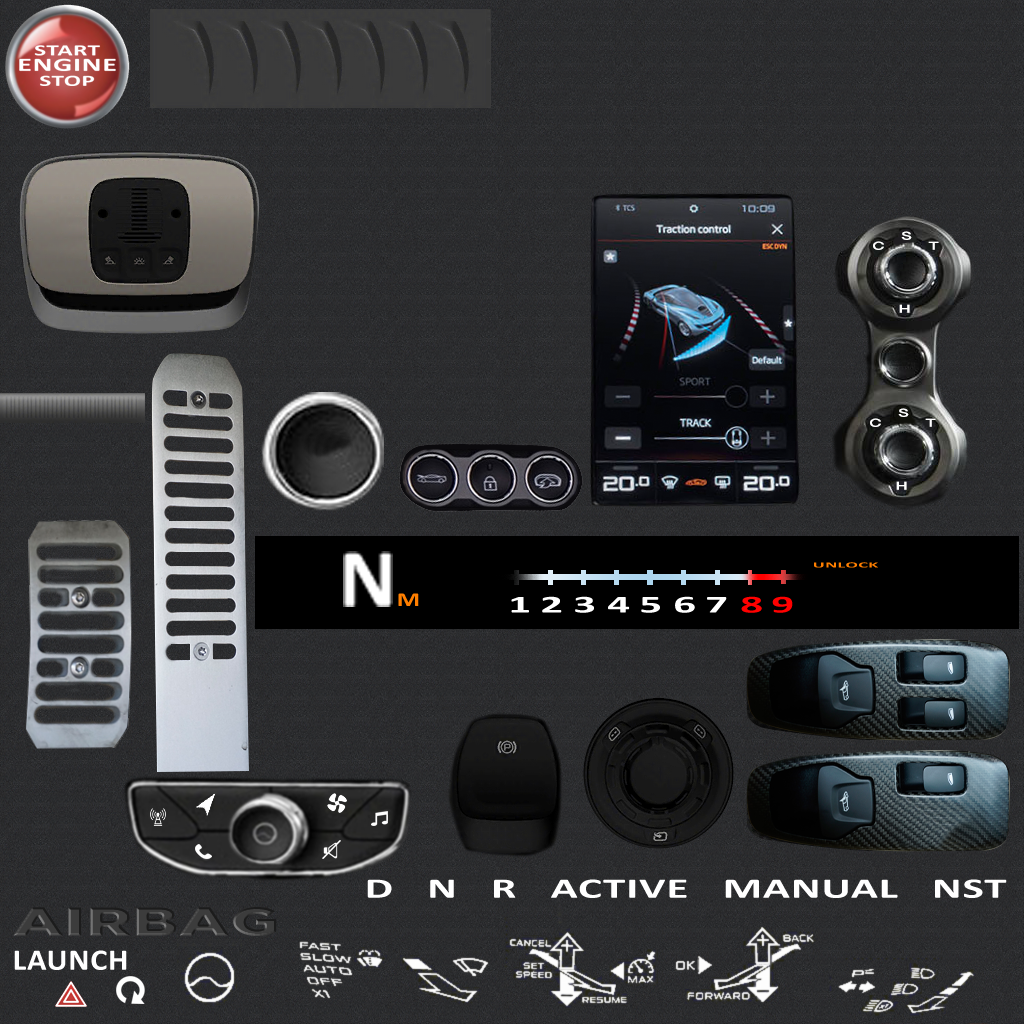 START
ENGINE
STOP
TCS
10:09
Traction control
ESC DYN
Default
SPORT
TRACK
20.0
20.0
C S T
H
C S T
H
N M
1 2 3 4 5 6 7 8 9
UNLOCK
P
D N R ACTIVE MANUAL NST
AIRBAG
LAUNCH
FAST
SLOW
AUTO
OFF
X1
CANCEL
SET
SPEED
RESUME
MAX
BACK
OK
FORWARD